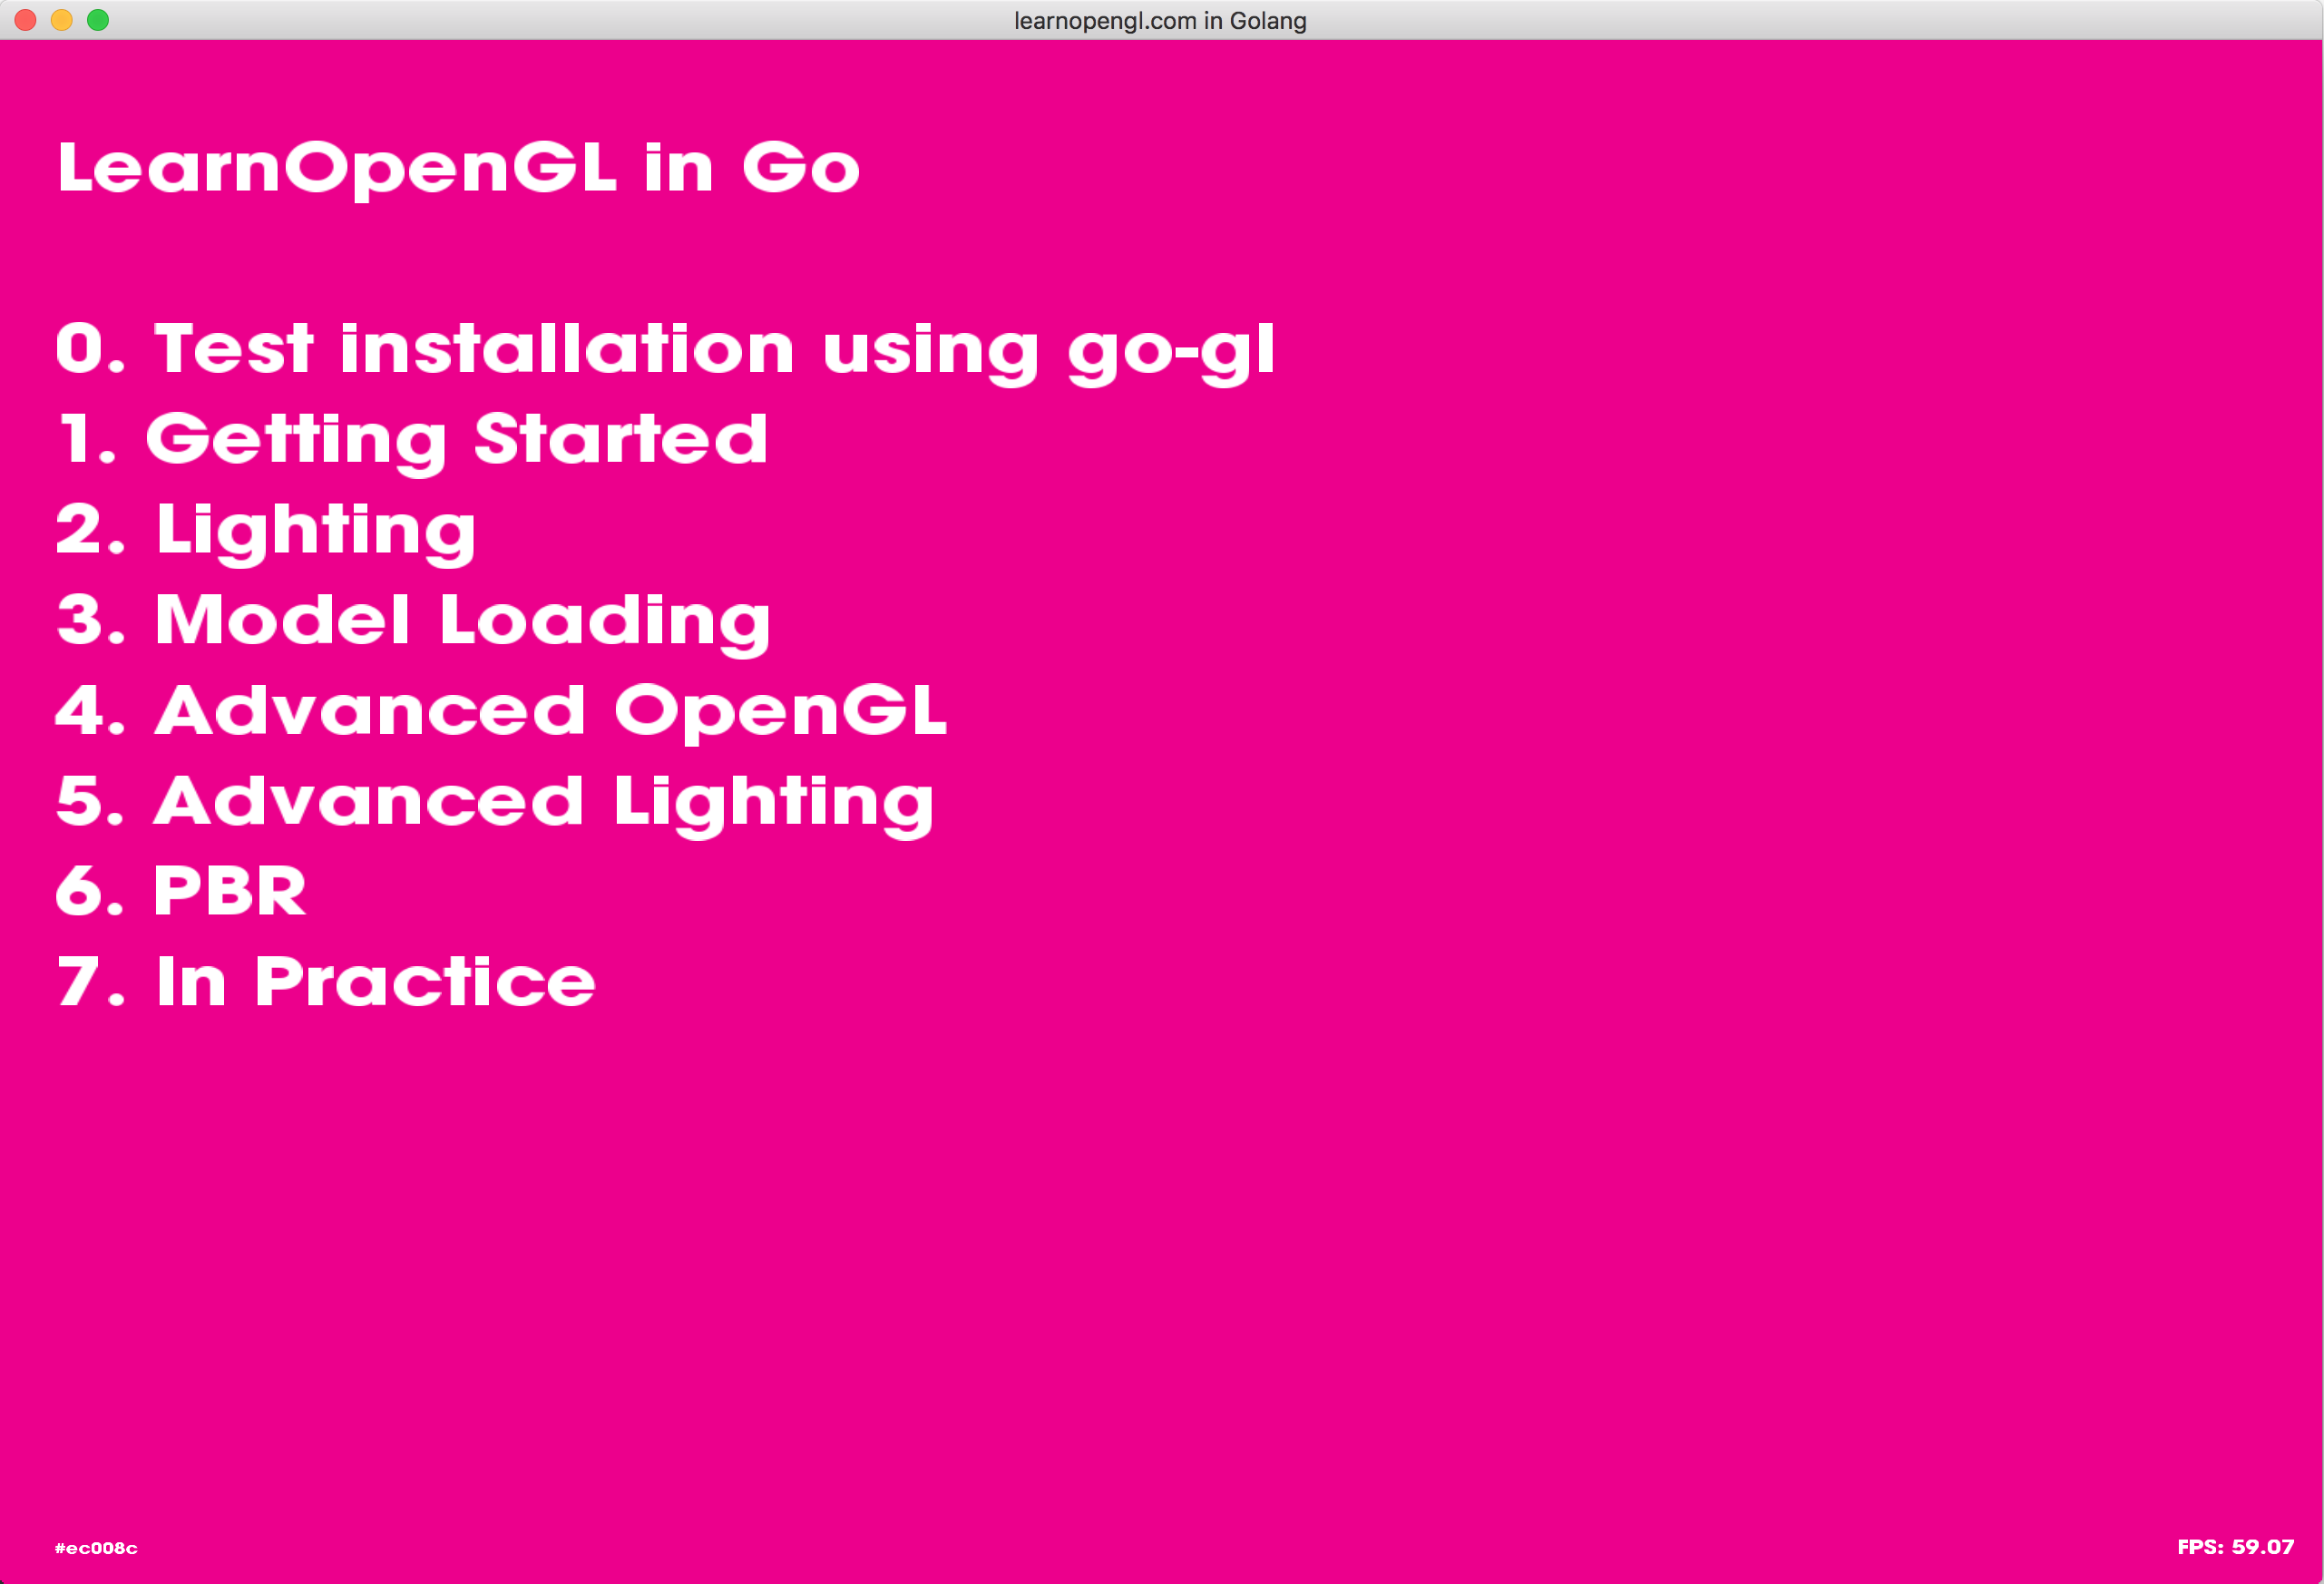 learnopengl.com in Golang
LearnOpenGL in Go
0. Test installation using go-gl
1. Getting Started
2. Lighting
3. Model Loading
4. Advanced OpenGL
5. Advanced Lighting
6. PBR
7. In Practice
#ec008c
FPS: 59.07